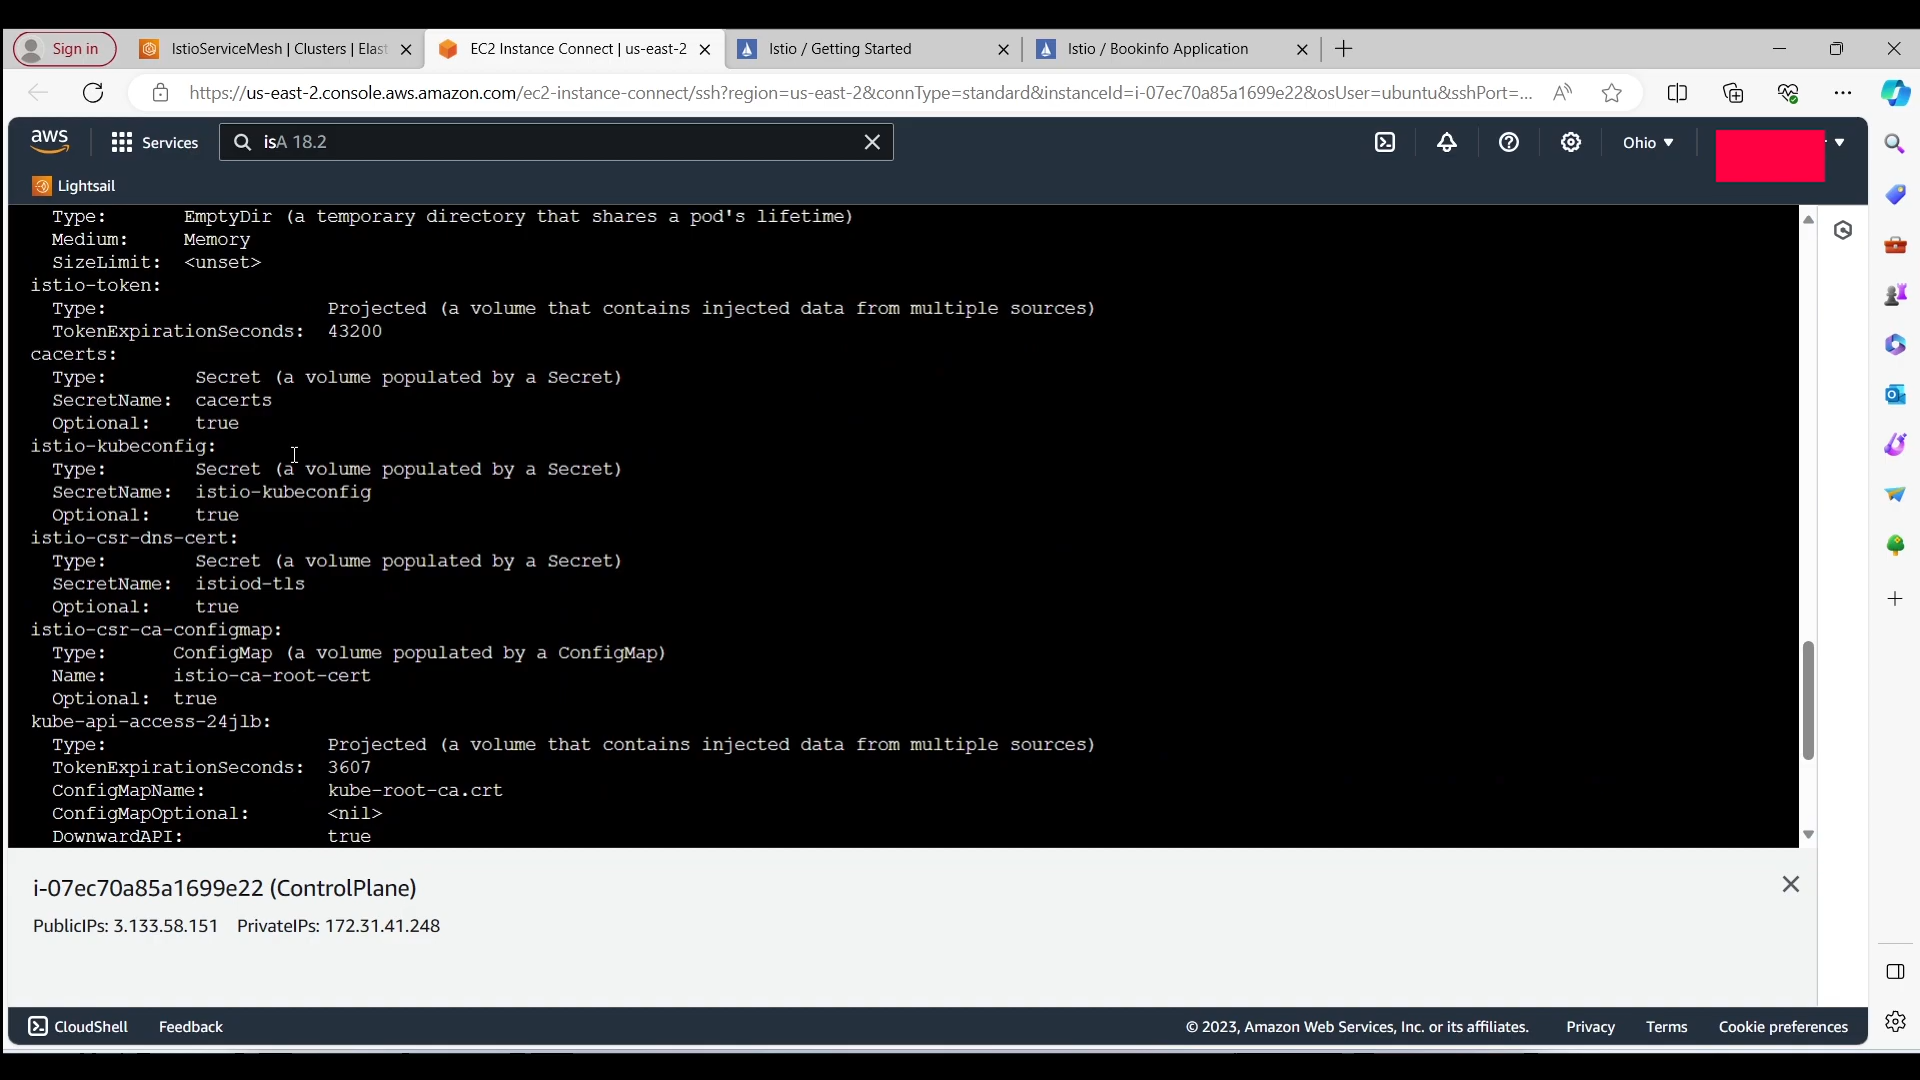 Sign in
IstioServiceMesh | Clusters | Elast
EC2 Instance Connect | us-east-2
Istio / Getting Started
Istio / Bookinfo Application
https://us-east-2.console.aws.amazon.com/ec2-instance-connect/ssh?region=us-east-2&connType=standard&instanceId=i-07ec70a85a1699e22&osUser=ubuntu&sshPort=...
aws
Services
isA 18.2
Ohio
Lightsail
Type: EmptyDir (a temporary directory that shares a pod's lifetime)
Medium: Memory
SizeLimit: <unset>
istio-token:
Type: Projected (a volume that contains injected data from multiple sources)
TokenExpirationSeconds: 43200
cacerts:
Type: Secret (a volume populated by a Secret)
SecretName: cacerts
Optional: true
istio-kubeconfig:
Type: Secret (a volume populated by a Secret)
SecretName: istio-kubeconfig
Optional: true
istio-csr-dns-cert:
Type: Secret (a volume populated by a Secret)
SecretName: istiod-tls
Optional: true
istio-csr-ca-configmap:
Type: ConfigMap (a volume populated by a ConfigMap)
Name: istio-ca-root-cert
Optional: true
kube-api-access-24jlb:
Type: Projected (a volume that contains injected data from multiple sources)
TokenExpirationSeconds: 3607
ConfigMapName: kube-root-ca.crt
ConfigMapOptional: <nil>
DownwardAPI: true
i-07ec70a85a1699e22 (ControlPlane)
PublicIPs: 3.133.58.151 PrivateIPs: 172.31.41.248
CloudShell
Feedback
© 2023, Amazon Web Services, Inc. or its affiliates.
Privacy
Terms
Cookie preferences